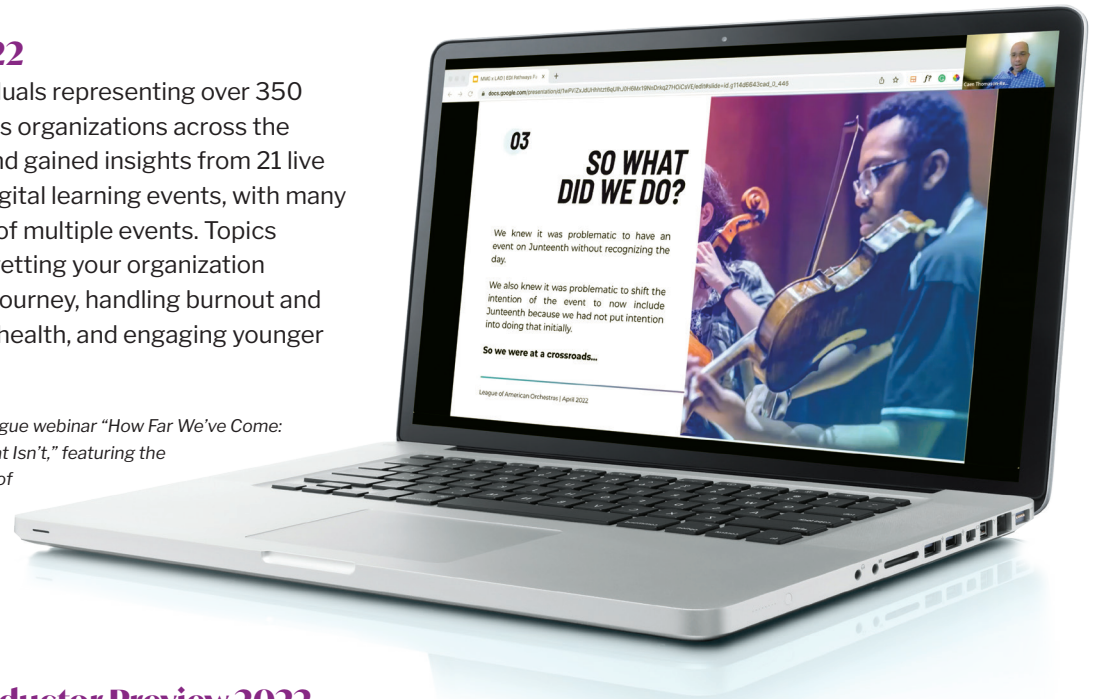 22
duals representing over 350
s organizations across the
nd gained insights from 21 live
gital learning events, with many
of multiple events. Topics
etting your organization
ourney, handling burnout and
health, and engaging younger
gue webinar “How Far We’ve Come:
t Isn’t,” featuring the
of
03
SO WHAT
DID WE DO?
We knew it was problematic to have an
event on Junteenth without recognizing the
day.
We also knew it was problematic to shift the
intention of the event to now include
Junteenth because we had not put intention
into doing that initially.
So we were at a crossroads...
League of American Orchestras | April 2022
ductor Preview 2022